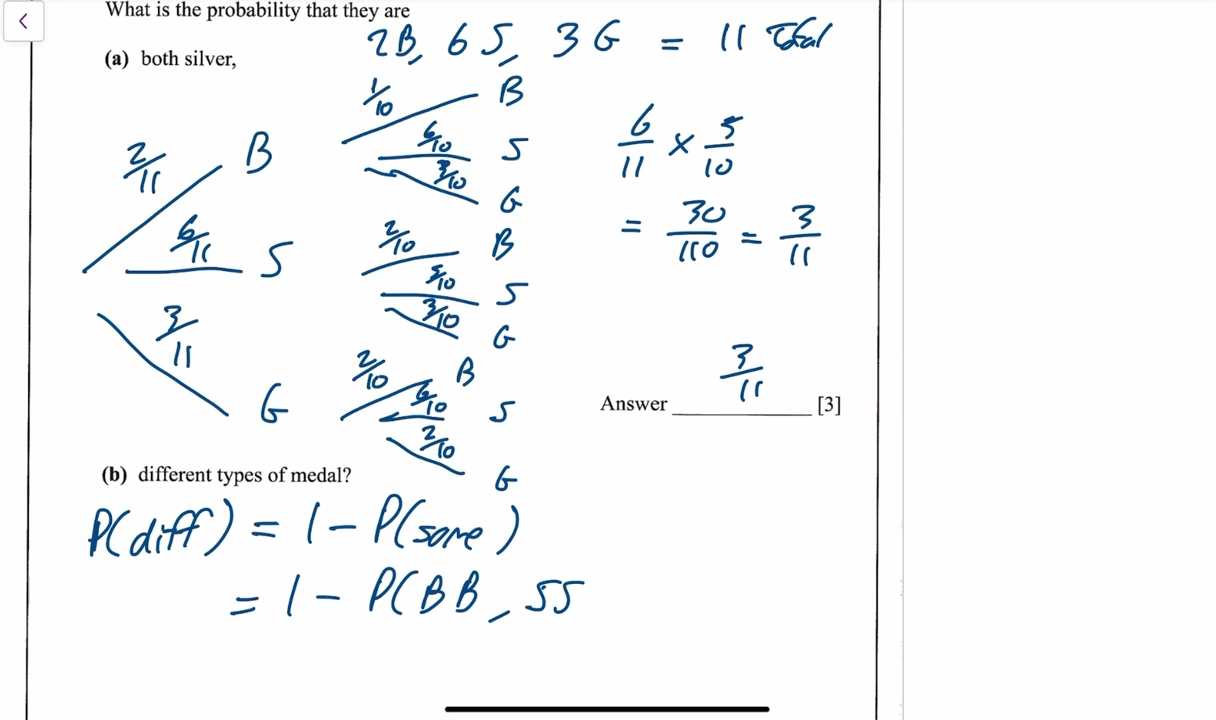 What is the probability that they are
2B, 6S, 3G = 11 Total
(a) both silver,
2/11 B
1/10 B
6/10 S
3/10 G
6/11 S
2/10 B
5/10 S
3/10 G
3/11 G
2/10 B
6/10 S
2/10 G
6/11 × 5/10
= 30/110 = 3/11
Answer 3/11 [3]
(b) different types of medal?
P(diff) = 1 - P(same)
= 1 - P(BB, SS